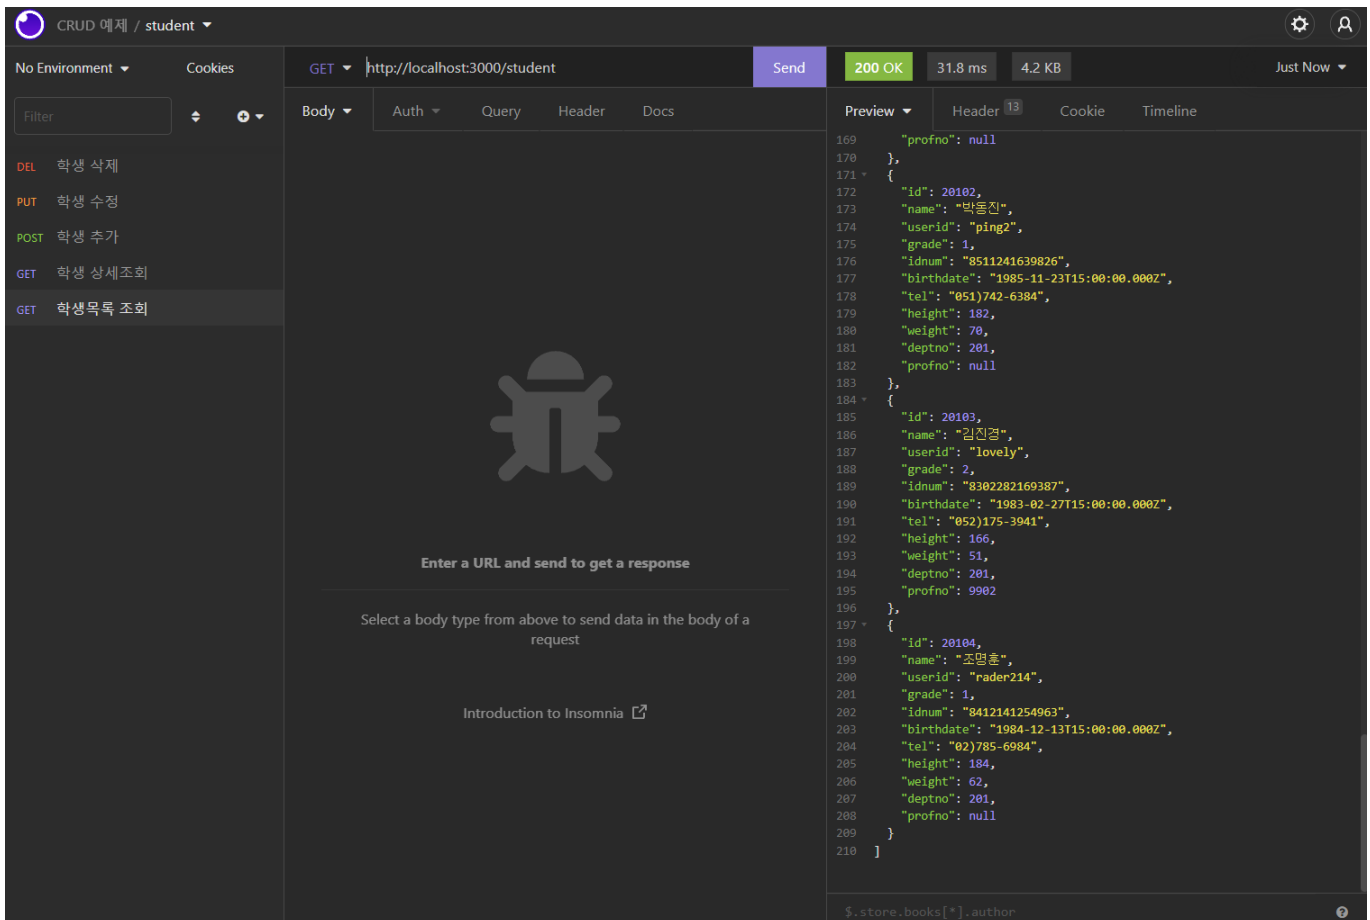 CRUD 예제 / student
No Environment
Cookies
Filter
DEL 학생 삭제
PUT 학생 수정
POST 학생 추가
GET 학생 상세조회
GET 학생목록 조회
GET http://localhost:3000/student Send
Body Auth Query Header Docs
Enter a URL and send to get a response
Select a body type from above to send data in the body of a
request
Introduction to Insomnia
200 OK 31.8 ms 4.2 KB Just Now
Preview Header 13 Cookie Timeline
169 "profno": null
170 },
171 {
172 "id": 20102,
173 "name": "박동진",
174 "userid": "ping2",
175 "grade": 1,
176 "idnum": "8511241639826",
177 "birthdate": "1985-11-23T15:00:00.000Z",
178 "tel": "051)742-6384",
179 "height": 182,
180 "weight": 70,
181 "deptno": 201,
182 "profno": null
183 },
184 {
185 "id": 20103,
186 "name": "김진경",
187 "userid": "lovely",
188 "grade": 2,
189 "idnum": "8302282169387",
190 "birthdate": "1983-02-27T15:00:00.000Z",
191 "tel": "052)175-3941",
192 "height": 166,
193 "weight": 51,
194 "deptno": 201,
195 "profno": 9902
196 },
197 {
198 "id": 20104,
199 "name": "조명훈",
200 "userid": "rader214",
201 "grade": 1,
202 "idnum": "8412141254963",
203 "birthdate": "1984-12-13T15:00:00.000Z",
204 "tel": "02)785-6984",
205 "height": 184,
206 "weight": 62,
207 "deptno": 201,
208 "profno": null
209 }
210 ]
$.store.books[*].author